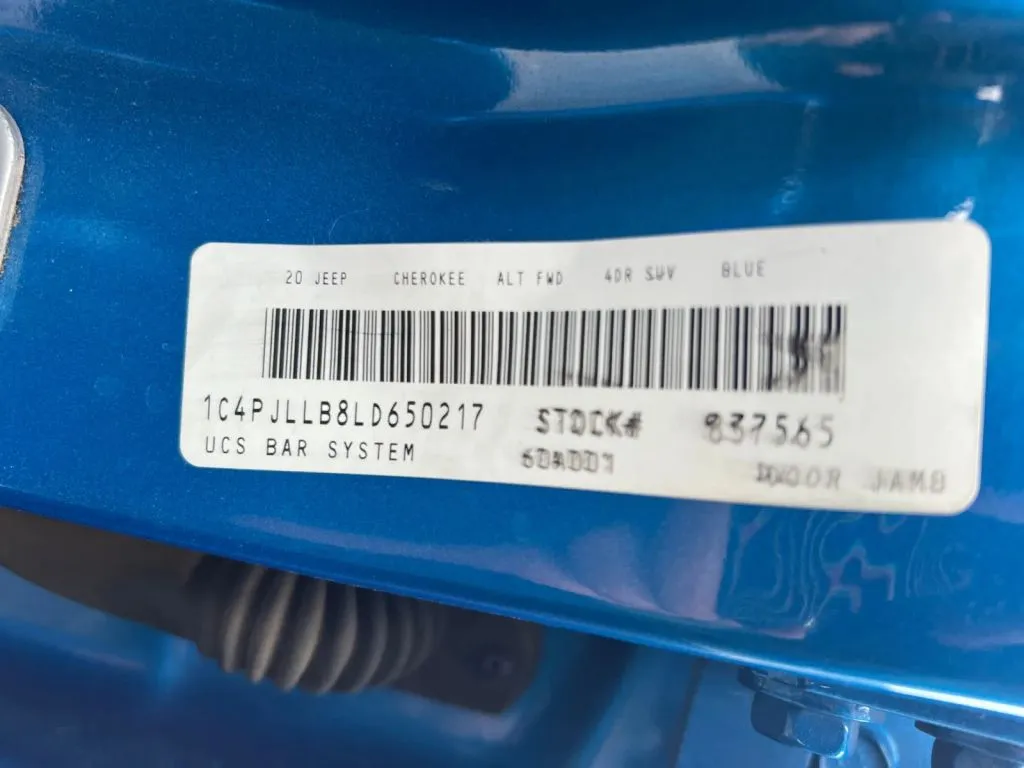 20 JEEP CHEROKEE ALT FWD 4DR SUV BLUE
1C4PJLLB8LD650217 STOCK# 837565
UCS BAR SYSTEM DOOR JAMB